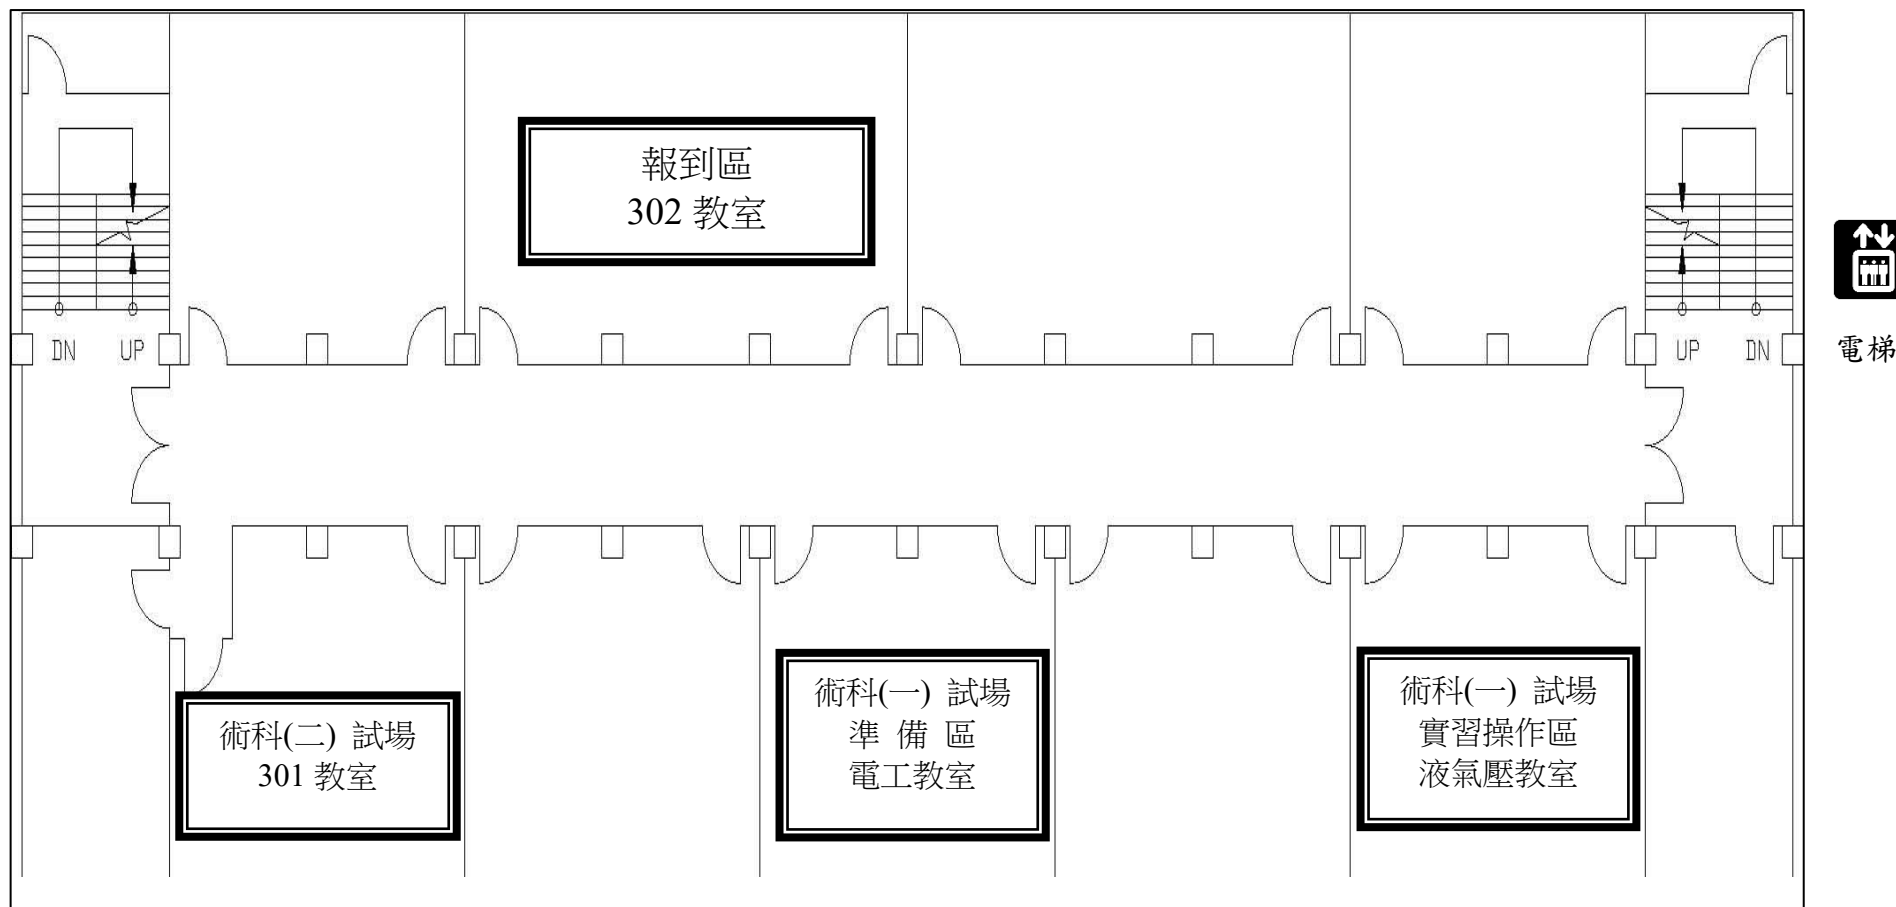 報到區
302 教室
DN UP
UP DN
電梯
術科(二) 試場
301 教室
術科(一) 試場
準 備 區
電工教室
術科(一) 試場
實習操作區
液氣壓教室